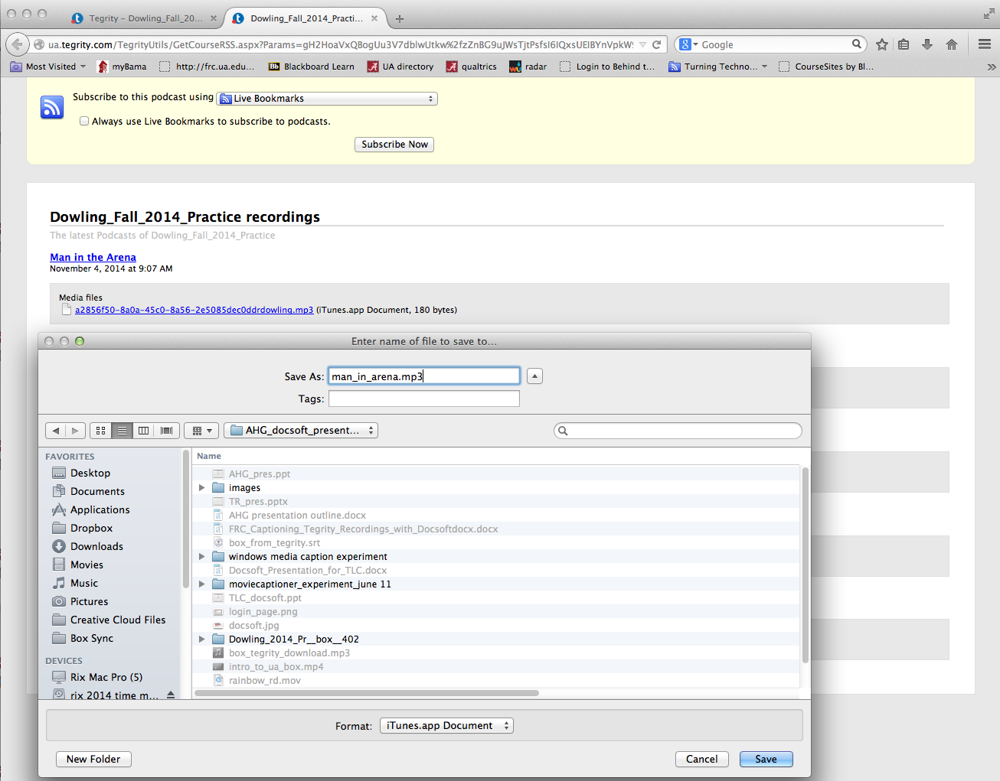 Tegrity – Dowling_Fall_20...
Dowling_Fall_2014_Practi...
ua.tegrity.com/TegrityUtils/GetCourseRSS.aspx?Params=
Google
Most Visited
myBama
http://frc.ua.edu...
Bb Blackboard Learn
UA directory
qualtrics
radar
Login to Behind t...
Turning Techno...
CourseSites by Bl...
Subscribe to this podcast using Live Bookmarks
Always use Live Bookmarks to subscribe to podcasts.
Subscribe Now
Dowling_Fall_2014_Practice recordings
The latest Podcasts of Dowling_Fall_2014_Practice
Man in the Arena
November 4, 2014 at 9:07 AM
Media files
a2856f50-8a0a-45c0-8a56-2e5085dec0ddrdowling.mp3 (iTunes.app Document, 180 bytes)
Enter name of file to save to...
Save As: man_in_arena.mp3
Tags:
AHG_docsoft_present...
FAVORITES
Desktop
Documents
Applications
Dropbox
Downloads
Movies
Music
Pictures
Creative Cloud Files
Box Sync
DEVICES
Rix Mac Pro (5)
rix 2014 time m...
Name
AHG_pres.ppt
images
TR_pres.pptx
AHG presentation outline.docx
FRC_Captioning_Tegrity_Recordings_with_Docsoftdocx.docx
box_from_tegrity.srt
windows media caption experiment
Docsoft_Presentation_for_TLC.docx
moviecaptioner_experiment_june 11
TLC_docsoft.ppt
login_page.png
docsoft.jpg
Dowling_2014_Pr__box__402
box_tegrity_download.mp3
intro_to_ua_box.mp4
rainbow_rd.mov
Format: iTunes.app Document
New Folder
Cancel
Save